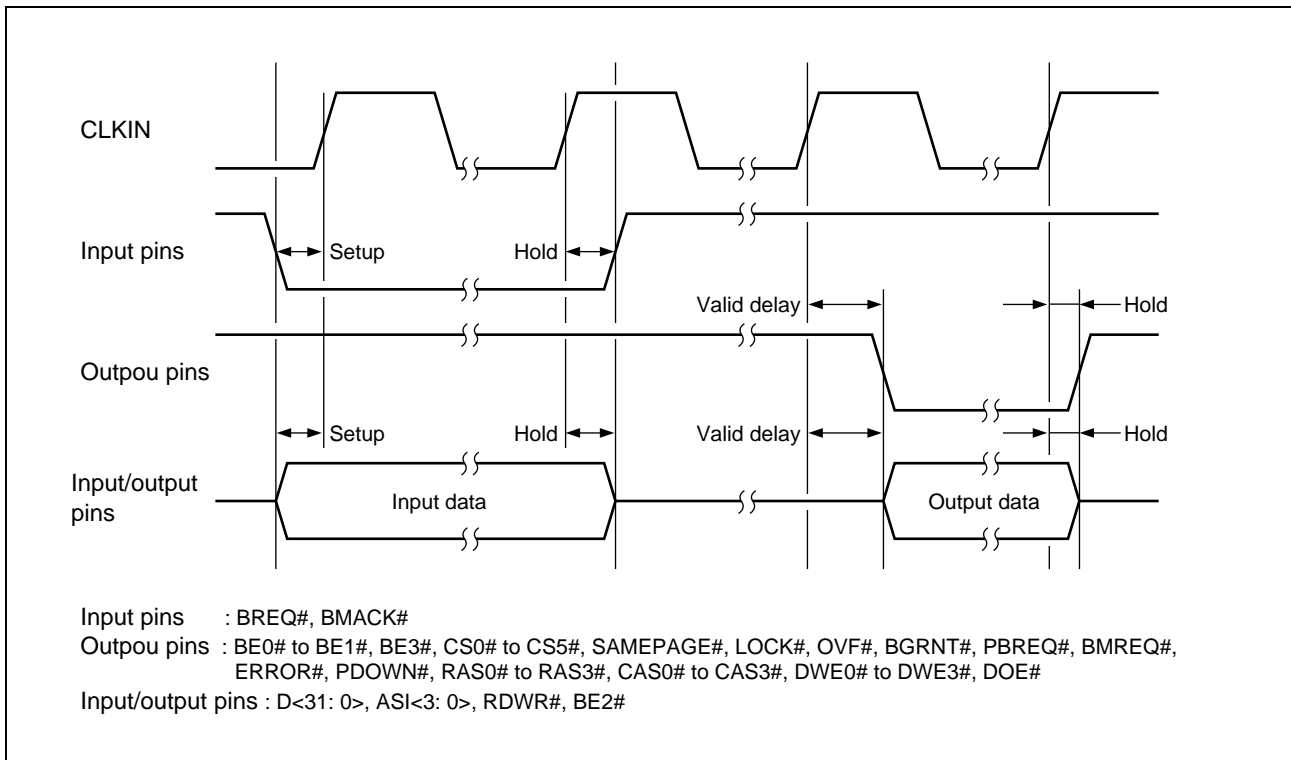 CLKIN
Input pins
Setup
Hold
Valid delay
Hold
Outpou pins
Setup
Hold
Valid delay
Hold
Input/output
pins
Input data
Output data
Input pins : BREQ#, BMACK#
Outpou pins : BE0# to BE1#, BE3#, CS0# to CS5#, SAMEPAGE#, LOCK#, OVF#, BGRNT#, PBREQ#, BMREQ#,
ERROR#, PDOWN#, RAS0# to RAS3#, CAS0# to CAS3#, DWE0# to DWE3#, DOE#
Input/output pins : D<31: 0>, ASI<3: 0>, RDWR#, BE2#